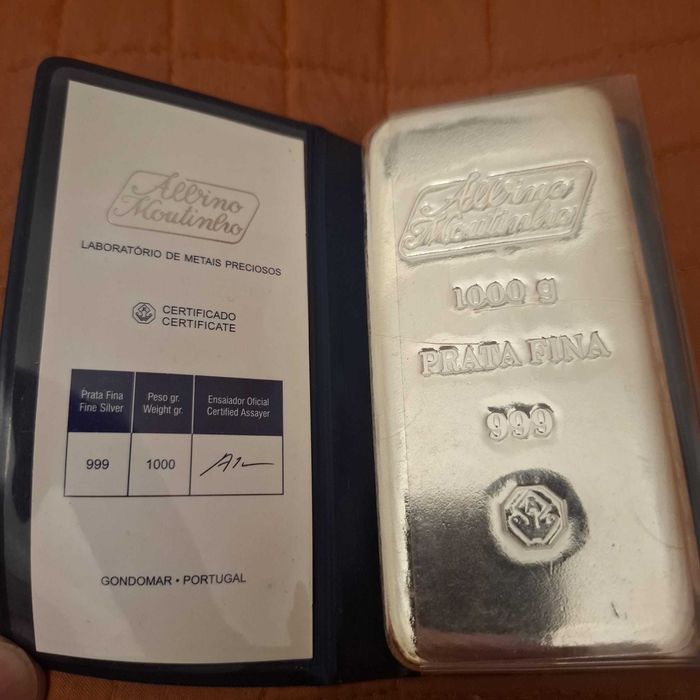 Albino
Moutinho
LABORATÓRIO DE METAIS PRECIOSOS
CERTIFICADO
CERTIFICATE
Prata Fina
Fine Silver
Peso gr.
Weight gr.
Ensaiador Oficial
Certified Assayer
999
1000
GONDOMAR • PORTUGAL
Albino
Moutinho
1000 g
PRATA FINA
999